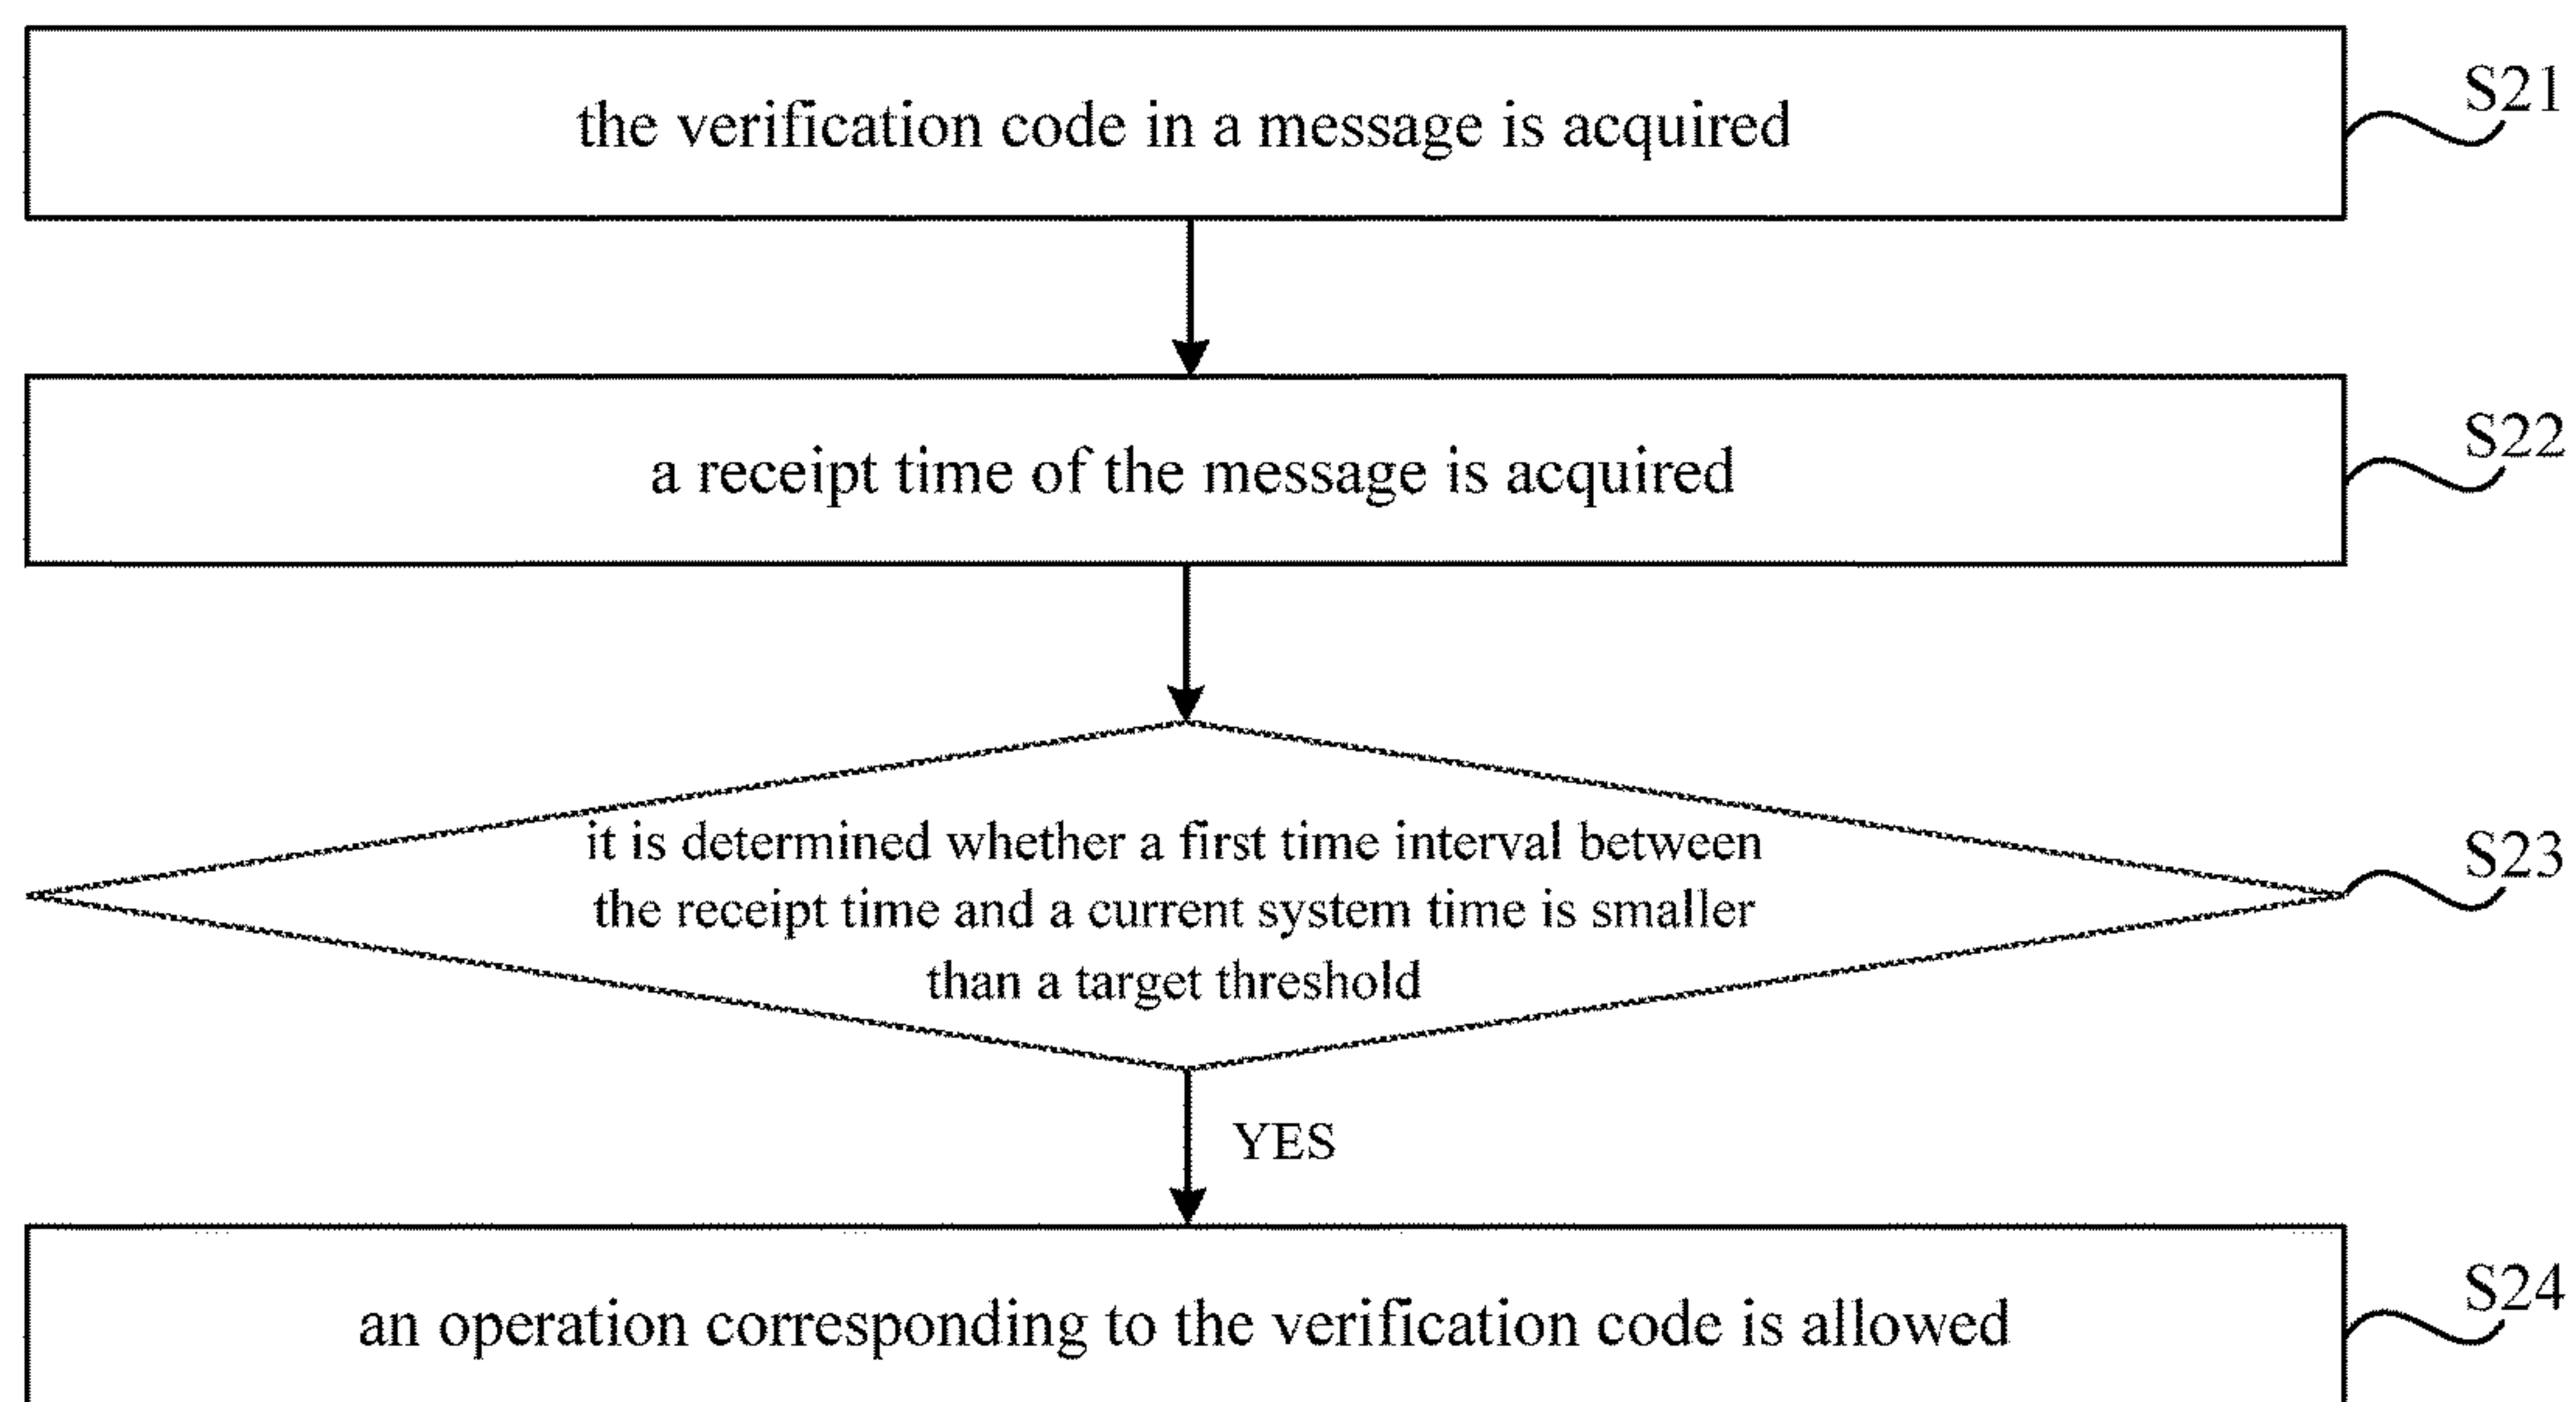 the verification code in a message is acquired
S21
a receipt time of the message is acquired
S22
it is determined whether a first time interval between
the receipt time and a current system time is smaller
than a target threshold
S23
YES
an operation corresponding to the verification code is allowed
S24